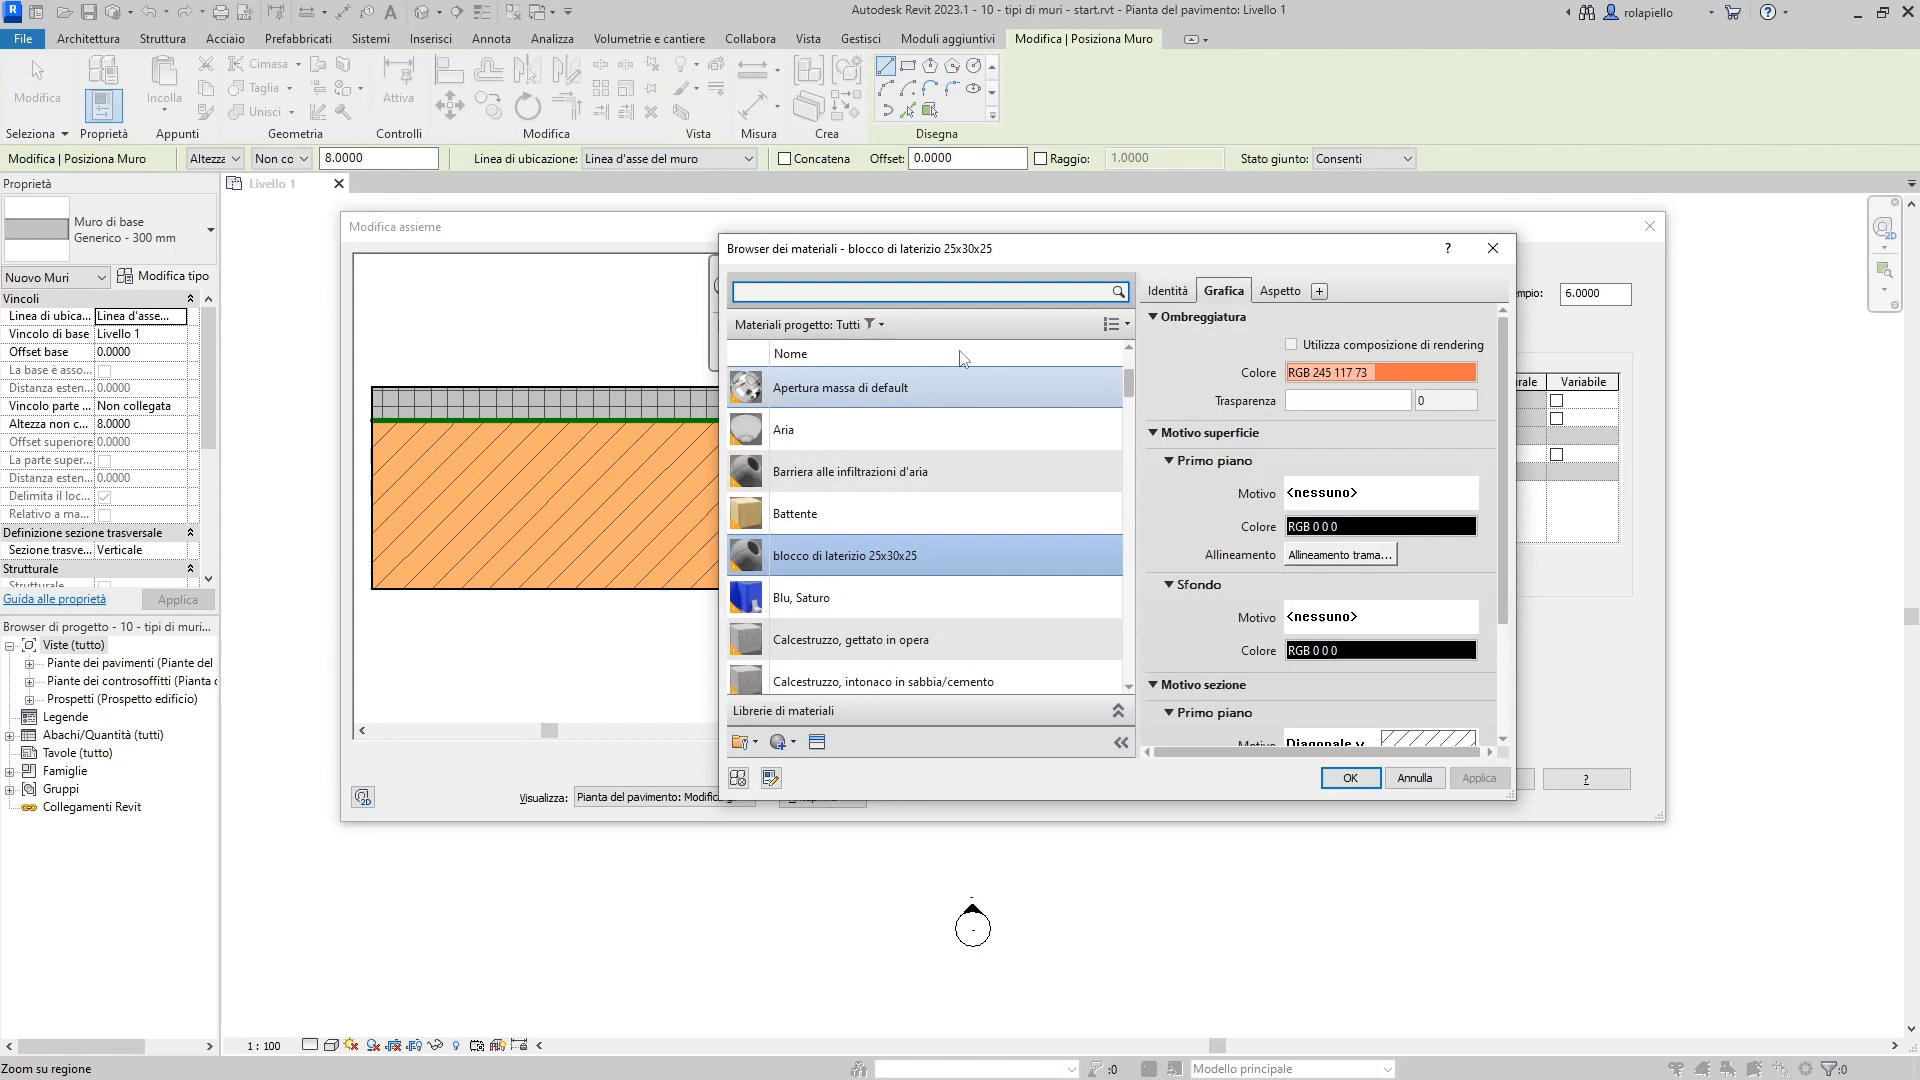 Autodesk Revit 2023.1 - 10 - tipi di muri - start.rvt - Pianta del pavimento: Livello 1
rolapiello
File
Architettura
Struttura
Acciaio
Prefabbricati
Sistemi
Inserisci
Annota
Analizza
Volumetrie e cantiere
Collabora
Vista
Gestisci
Moduli aggiuntivi
Modifica | Posiziona Muro
Modifica
Incolla
Cimasa
Taglia
Unisci
Attiva
Seleziona
Proprietà
Appunti
Geometria
Controlli
Modifica
Vista
Misura
Crea
Disegna
Modifica | Posiziona Muro
Altezz
Non co
8.0000
Linea di ubicazione:
Linea d'asse del muro
Concatena
Offset:
0.0000
Raggio:
1.0000
Stato giunto:
Consenti
Proprietà
Livello 1
Muro di base
Generico - 300 mm
Nuovo Muri
Modifica tipo
Vincoli
Linea di ubica... Linea d'asse...
Vincolo di base Livello 1
Offset base 0.0000
La base è asso...
Distanza esten... 0.0000
Vincolo parte ... Non collegata
Altezza non c... 8.0000
Offset superiore 0.0000
La parte super...
Distanza esten... 0.0000
Delimita il loc...
Relativo a ma...
Definizione sezione trasversale
Sezione trasve... Verticale
Strutturale
Strutturale
Guida alle proprietà
Applica
Browser di progetto - 10 - tipi di muri...
Viste (tutto)
Piante dei pavimenti (Piante del
Piante dei controsoffitti (Pianta
Prospetti (Prospetto edificio)
Legende
Abachi/Quantità (tutti)
Tavole (tutto)
Famiglie
Gruppi
Collegamenti Revit
Modifica assieme
mpio:
6.0000
rale
Variabile
Visualizza:
Pianta del pavimento: Modific
?
Browser dei materiali - blocco di laterizio 25x30x25
?
Materiali progetto: Tutti
Nome
Apertura massa di default
Aria
Barriera alle infiltrazioni d'aria
Battente
blocco di laterizio 25x30x25
Blu, Saturo
Calcestruzzo, gettato in opera
Calcestruzzo, intonaco in sabbia/cemento
Librerie di materiali
Identità
Grafica
Aspetto
Ombreggiatura
Utilizza composizione di rendering
Colore
RGB 245 117 73
Trasparenza
0
Motivo superficie
Primo piano
Motivo
<nessuno>
Colore
RGB 0 0 0
Allineamento
Allineamento trama...
Sfondo
Motivo
<nessuno>
Colore
RGB 0 0 0
Motivo sezione
Primo piano
Motivo
Diagonale v
OK
Annulla
Applica
1 : 100
Zoom su regione
:0
Modello principale
:0